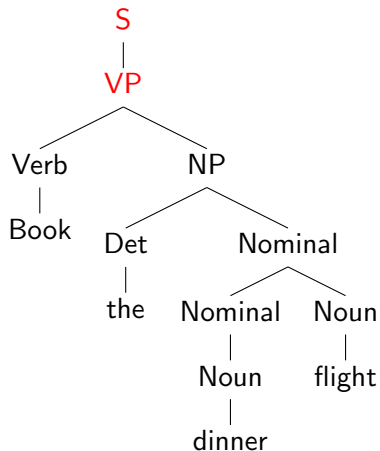 S
VP
Verb NP
Book Det Nominal
the Nominal Noun
Noun flight
dinner